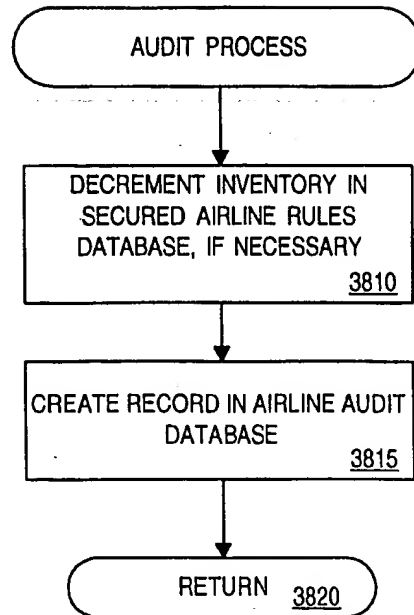 AUDIT PROCESS
DECREMENT INVENTORY IN
SECURED AIRLINE RULES
DATABASE, IF NECESSARY
3810
CREATE RECORD IN AIRLINE AUDIT
DATABASE
3815
RETURN 3820